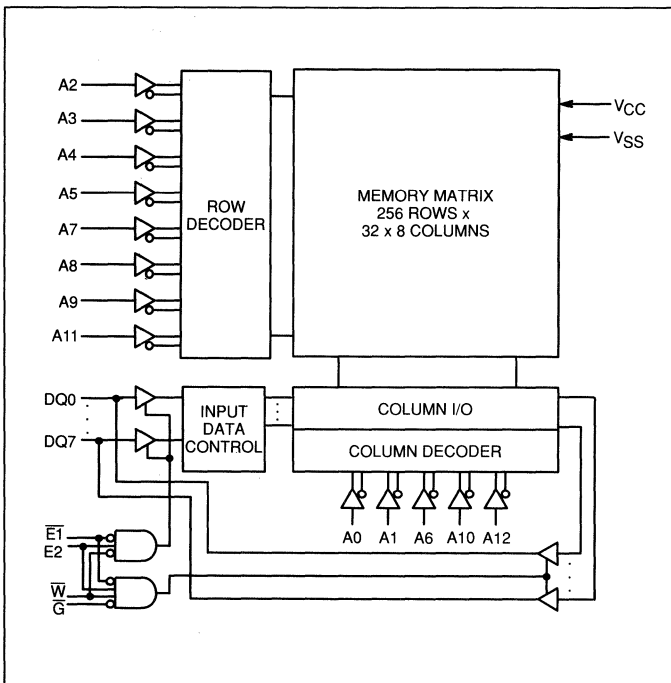 A2
A3
A4
A5
A7
A8
A9
A11
ROW
DECODER
MEMORY MATRIX
256 ROWS x
32 x 8 COLUMNS
VCC
VSS
DQ0
DQ7
INPUT
DATA
CONTROL
COLUMN I/O
COLUMN DECODER
A0 A1 A6 A10 A12
E1
E2
W
G